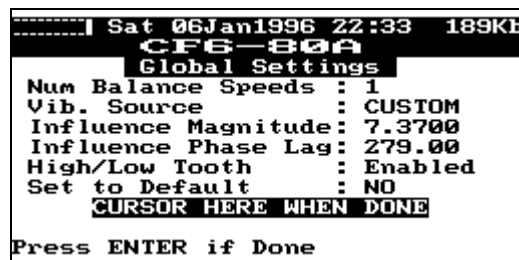 Sat 06Jan1996 22:33 189Kb
CF6-80A
Global Settings
Num Balance Speeds : 1
Vib. Source : CUSTOM
Influence Magnitude: 7.3700
Influence Phase Lag: 279.00
High/Low Tooth : Enabled
Set to Default : NO
CURSOR HERE WHEN DONE
Press ENTER if Done